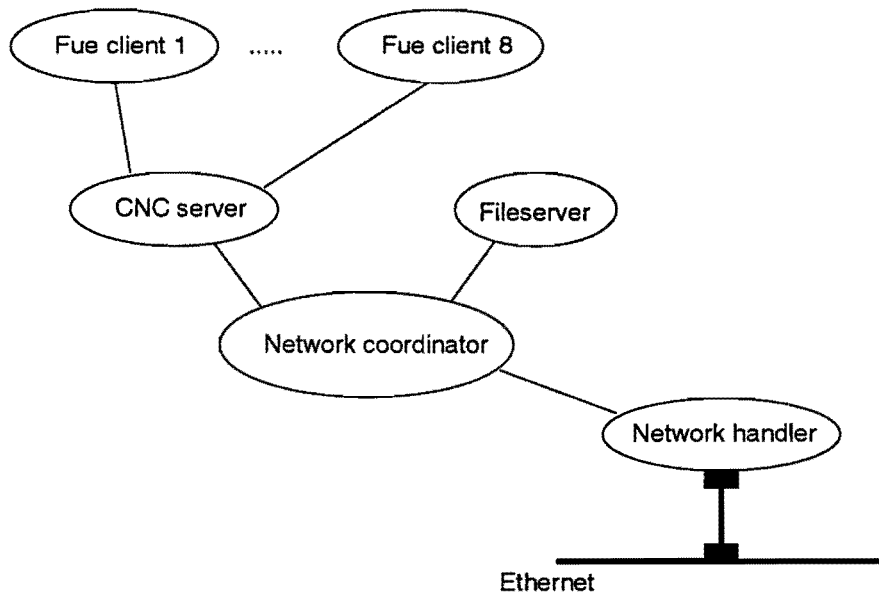 Fue client 1
.....
Fue client 8
CNC server
Fileserver
Network coordinator
Network handler
Ethernet